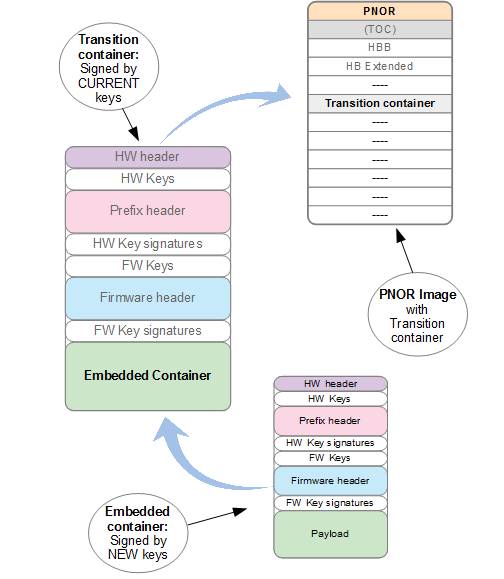 Transition
container:
Signed by
CURRENT
keys
PNOR
(TOC)
HBB
HB Extended
----
Transition container
----
----
----
----
----
----
HW header
HW Keys
Prefix header
HW Key signatures
FW Keys
Firmware header
FW Key signatures
Embedded Container
PNOR Image
with
Transition
container
HW header
HW Keys
Prefix header
HW Key signatures
FW Keys
Firmware header
FW Key signatures
Payload
Embedded
container:
Signed by
NEW keys